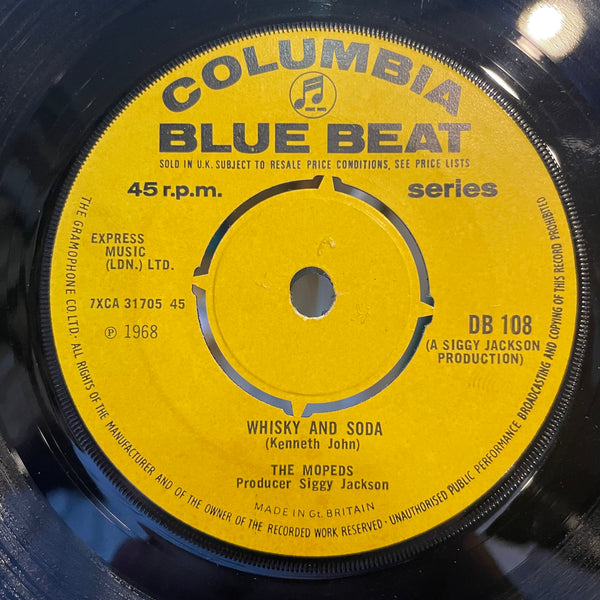 COLUMBIA
BLUE BEAT
SOLD IN U.K. SUBJECT TO RESALE PRICE CONDITIONS, SEE PRICE LISTS
45 r.p.m. series
EXPRESS
MUSIC
(LDN.) LTD.
7XCA 31705 45
℗ 1968
DB 108
(A SIGGY JACKSON
PRODUCTION)
WHISKY AND SODA
(Kenneth John)
THE MOPEDS
Producer Siggy Jackson
MADE IN Gt. BRITAIN
THE GRAMOPHONE CO. LTD· ALL RIGHTS OF THE MANUFACTURER AND OF THE OWNER OF THE RECORDED WORK RESERVED · UNAUTHORISED PUBLIC PERFORMANCE BROADCASTING AND COPYING OF THIS RECORD PROHIBITED